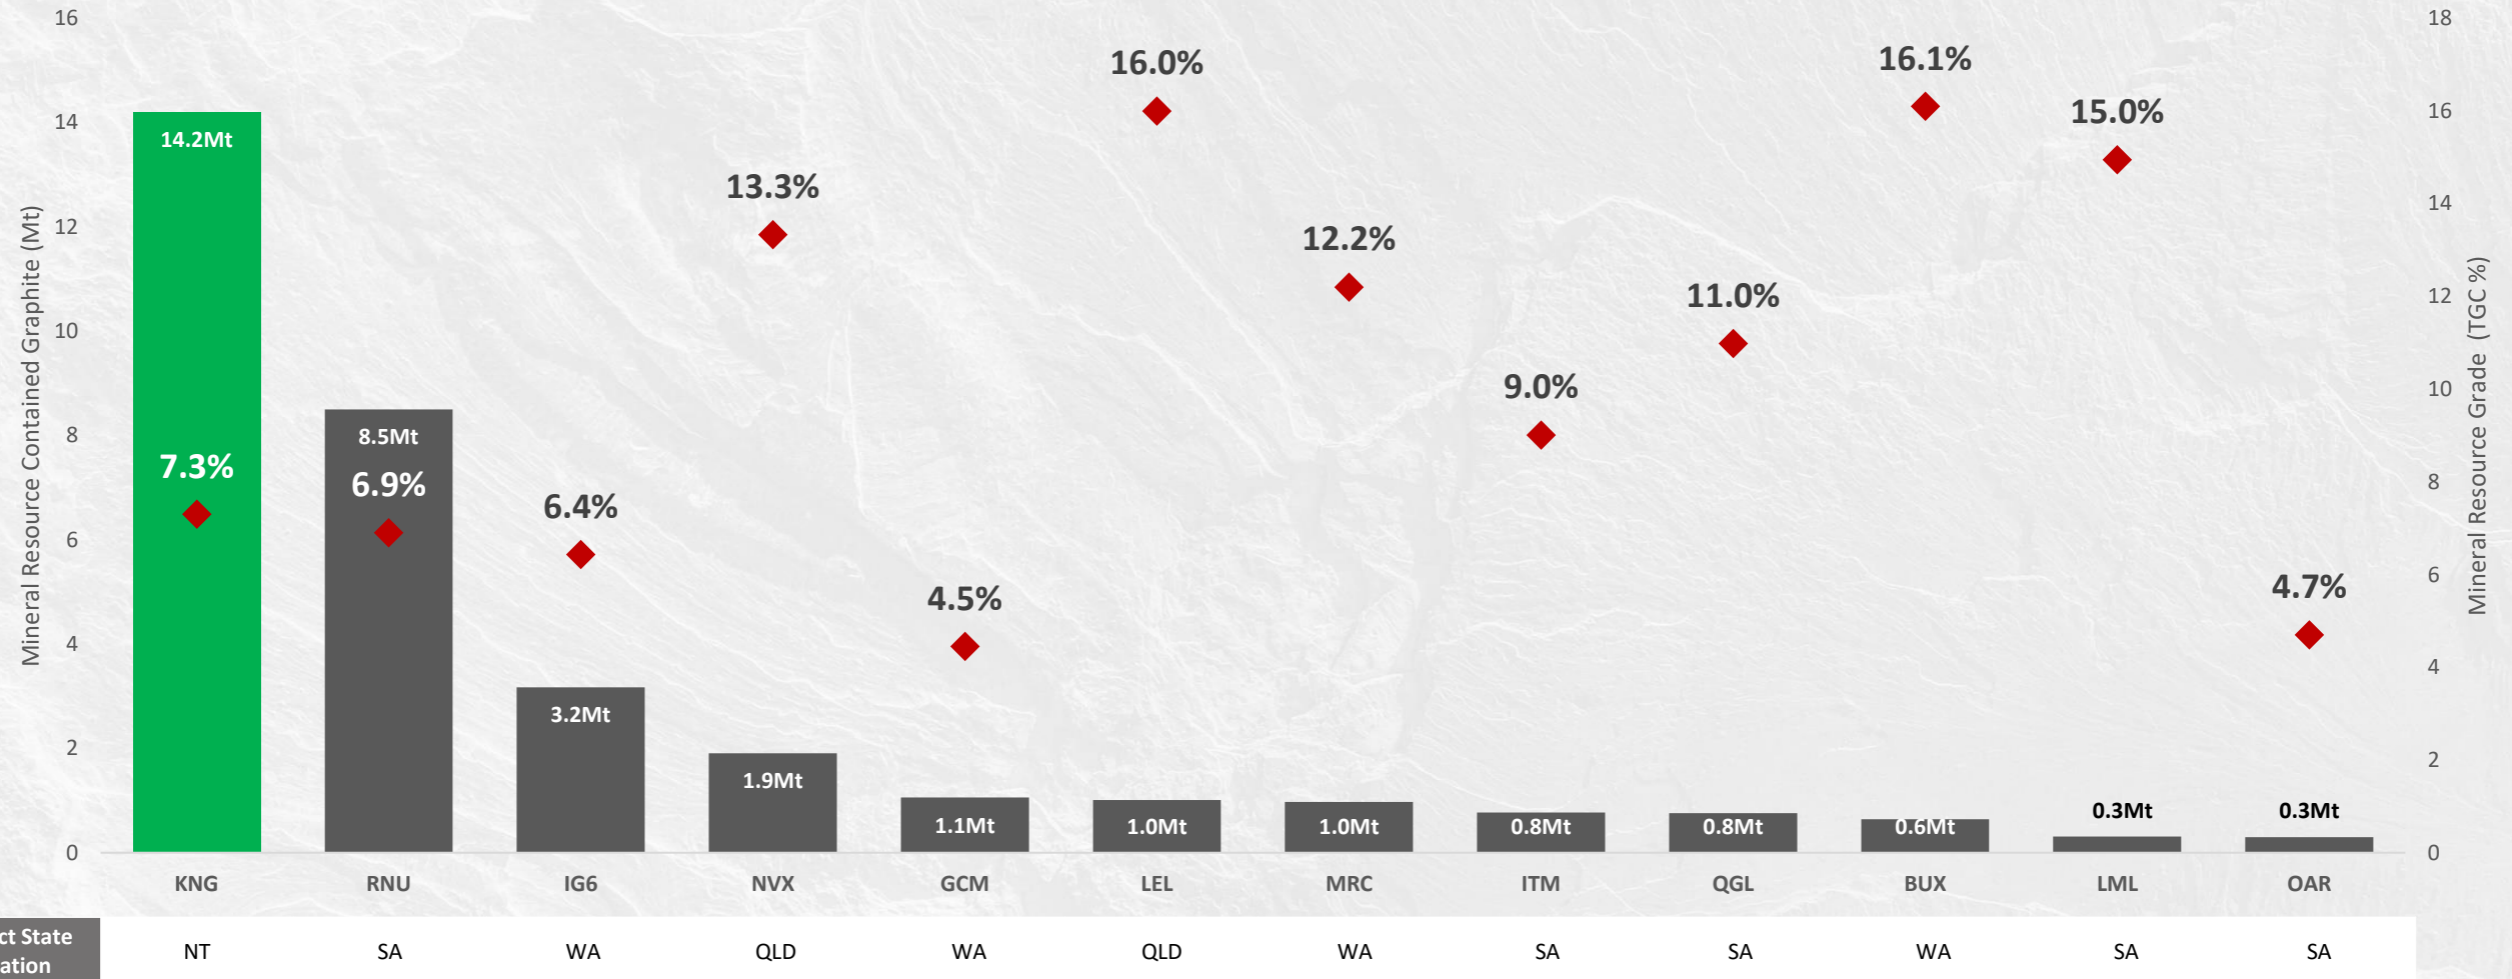 Mineral Resource Contained Graphite (Mt)
16
14
12
10
8
6
4
2
0
14.2Mt
7.3%
8.5Mt
6.9%
6.4%
3.2Mt
13.3%
1.9Mt
4.5%
1.1Mt
16.0%
1.0Mt
12.2%
1.0Mt
9.0%
0.8Mt
11.0%
0.8Mt
16.1%
0.6Mt
15.0%
0.3Mt
4.7%
0.3Mt
18
16
14
12
10
8
6
4
2
0
Mineral Resource Grade (TGC %)
KNG RNU IG6 NVX GCM LEL MRC ITM QGL BUX LML OAR
ct State
ation
NT SA WA QLD WA QLD WA SA SA WA SA SA